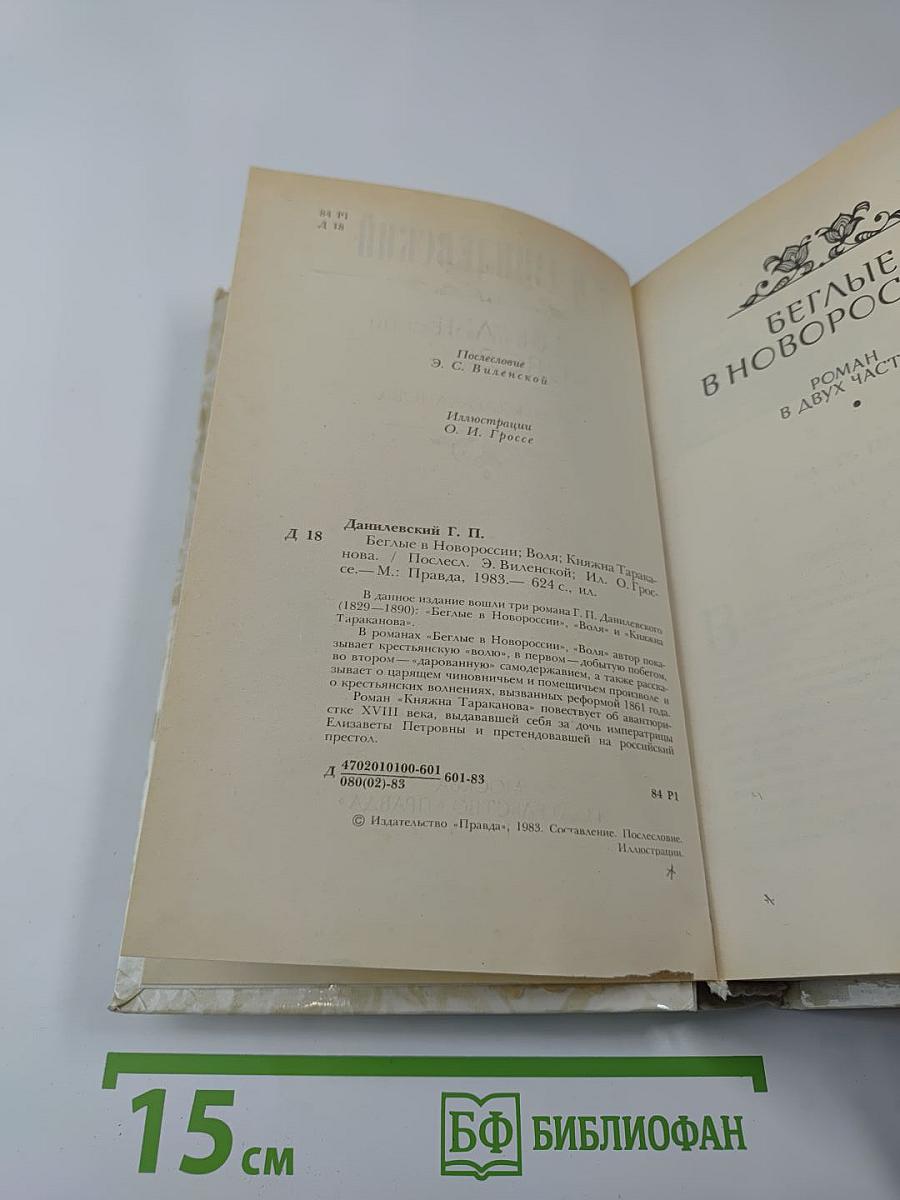 84 Р1
Д 18
Послесловие
Э. С. Виленской
Иллюстрации
О. И. Гроссе
Данилевский Г. П.
Д 18
Беглые в Новороссии; Воля; Княжна Тарака-
нова. / Послесл. Э. Виленской; Ил. О. Грос-
се.— М.: Правда, 1983.— 624 с., ил.
В данное издание вошли три романа Г. П. Данилевского
(1829—1890): «Беглые в Новороссии», «Воля» и «Княжна
Тараканова».
В романах «Беглые в Новороссии», «Воля» автор пока-
зывает крестьянскую «волю», в первом — добытую побегом,
во втором — «дарованную» самодержавием, а также расска-
зывает о царящем чиновничьем и помещичьем произволе и
о крестьянских волнениях, вызванных реформой 1861 года.
Роман «Княжна Тараканова» повествует об авантюри-
стке XVIII века, выдававшей себя за дочь императрицы
Елизаветы Петровны и претендовавшей на российский
престол.
Д 4702010100-601 601-83
080(02)-83
84 Р1
© Издательство «Правда», 1983. Составление. Послесловие.
Иллюстрации.
БЕГЛЫЕ
В НОВОРОС
РОМАН
В ДВУХ ЧАСТ
15 см
БФ БИБЛИОФАН